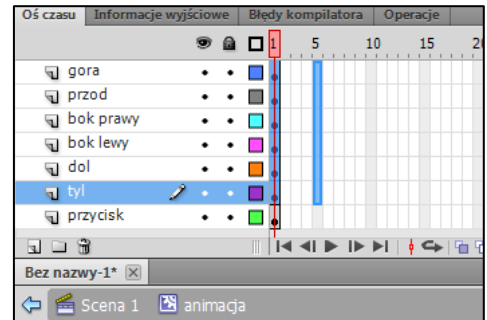 Oś czasu Informacje wyjściowe Błędy kompilatora Operacje
1 5 10 15 20
gora
przod
bok prawy
bok lewy
dol
tyl
przycisk
Bez nazwy-1*
Scena 1 animacja